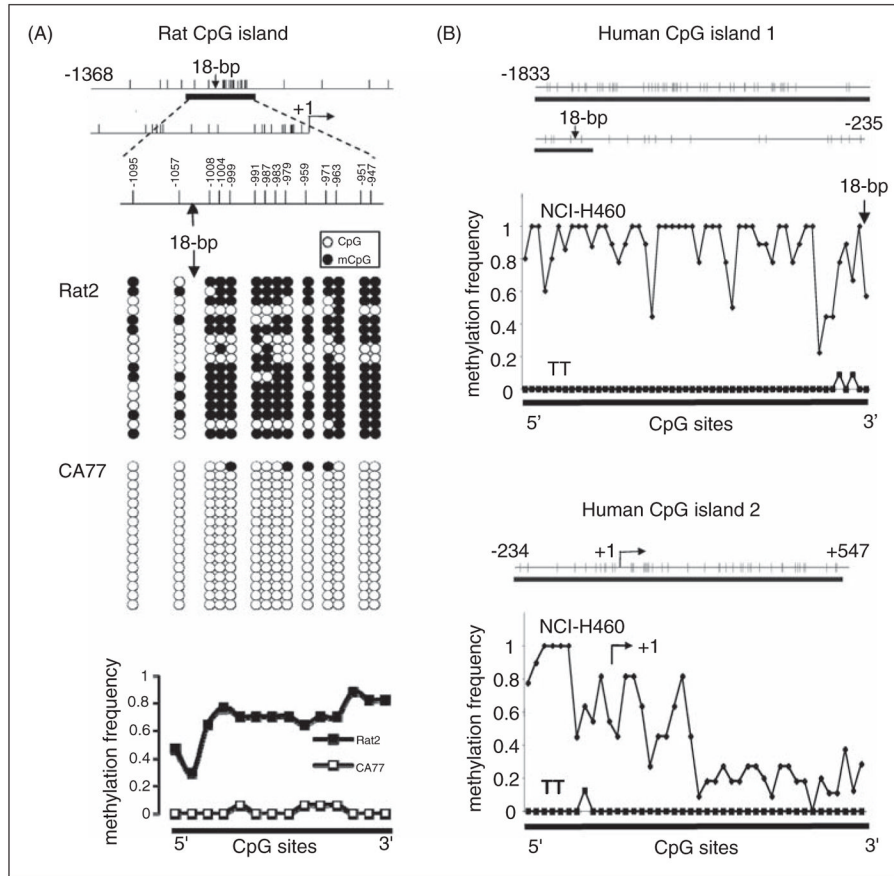 (A)
Rat CpG island
18-bp
-1368
+1
-1095
-1057
-1008
-1004
-999
-991
-987
-983
-979
-959
-971
-963
-951
-947
18-bp
CpG
mCpG
Rat2
CA77
methylation frequency
1
0.8
0.6
0.4
0.2
0
Rat2
CA77
5'
CpG sites
3'
(B)
Human CpG island 1
-1833
18-bp
-235
18-bp
NCI-H460
methylation frequency
1
0.8
0.6
0.4
0.2
0
TT
5'
CpG sites
3'
Human CpG island 2
-234
+1
+547
NCI-H460
+1
methylation frequency
1
0.8
0.6
0.4
0.2
0
TT
5'
CpG sites
3'